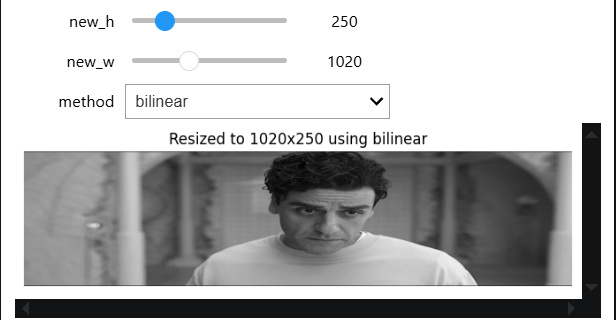 new_h 250
new_w 1020
method bilinear
Resized to 1020x250 using bilinear